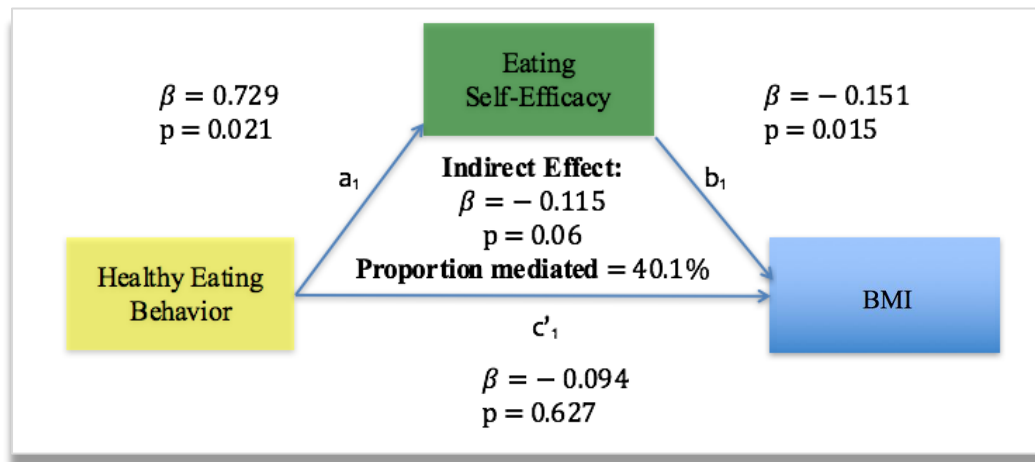 Eating
Self-Efficacy
β = 0.729
p = 0.021
β = − 0.151
p = 0.015
a₁
Indirect Effect:
β = − 0.115
p = 0.06
Proportion mediated = 40.1%
b₁
Healthy Eating
Behavior
BMI
c'₁
β = − 0.094
p = 0.627